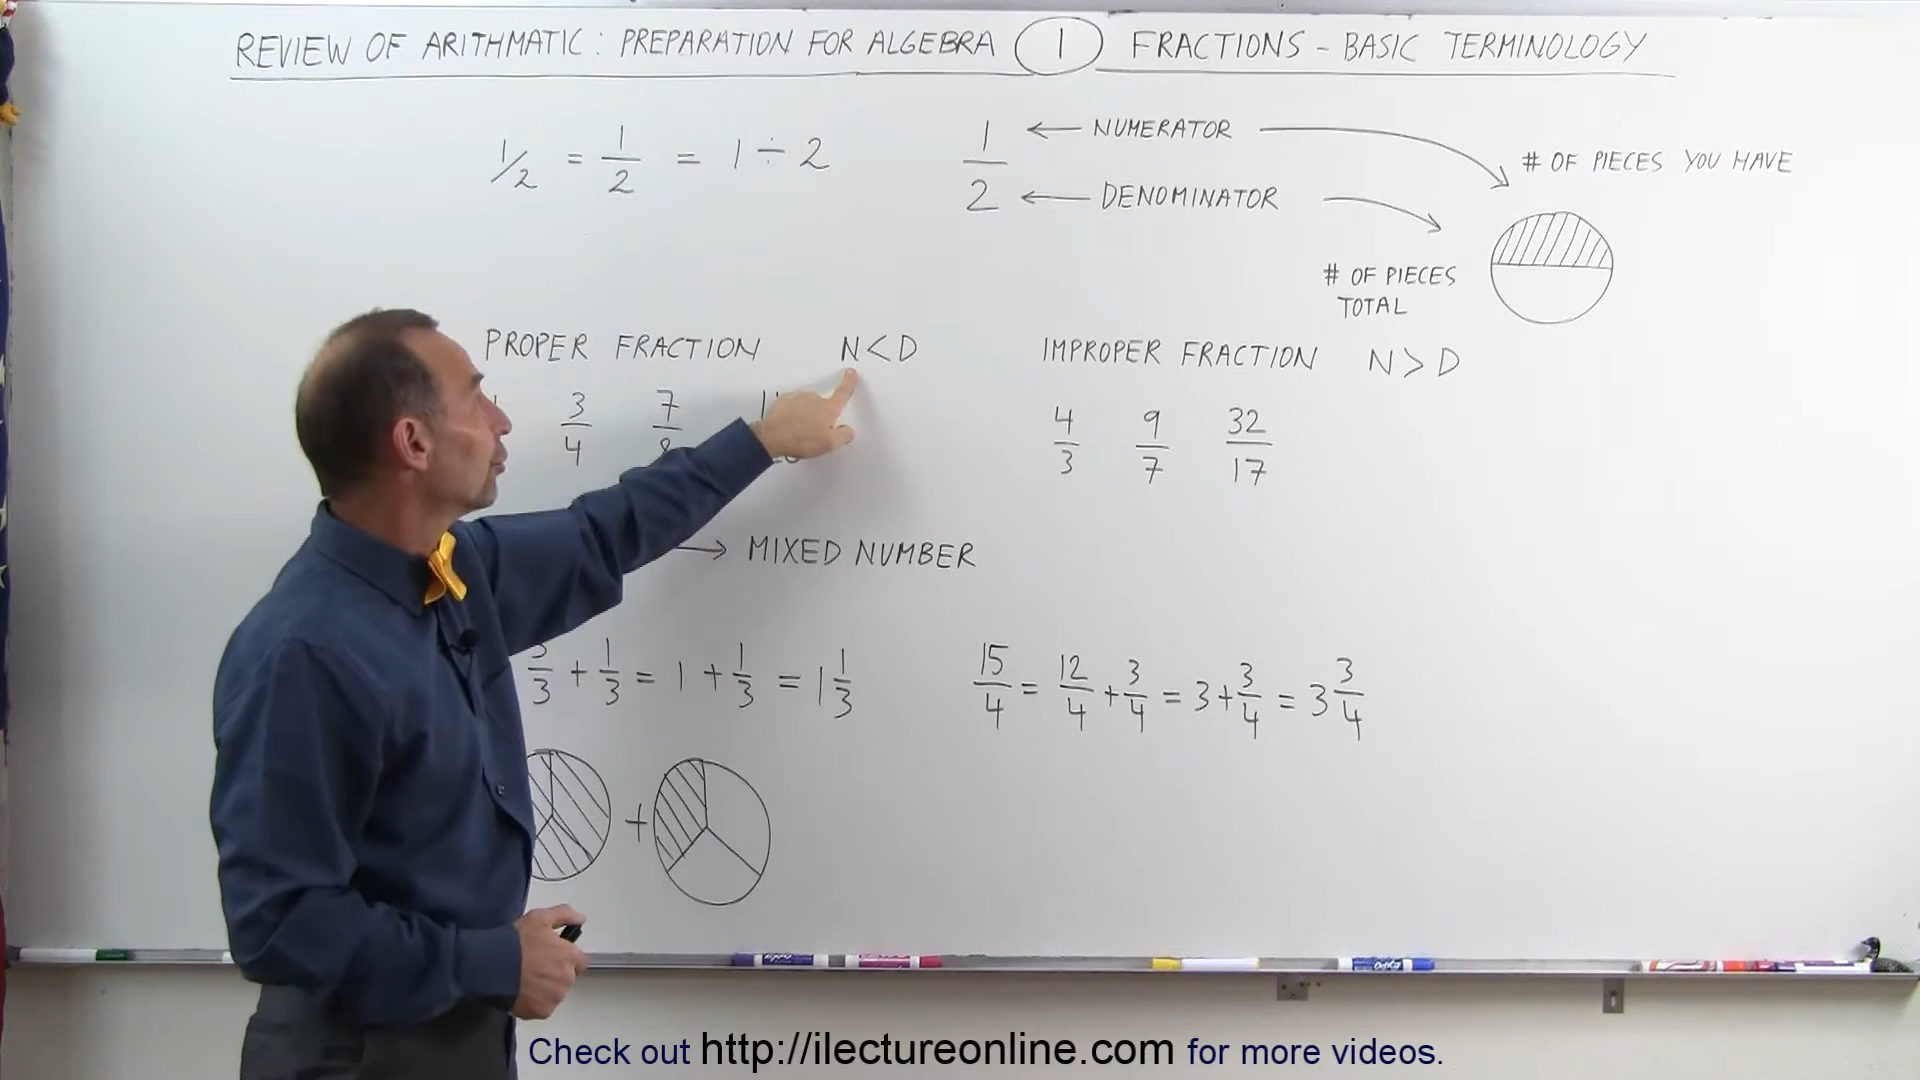 REVIEW OF ARITHMATIC: PREPARATION FOR ALGEBRA 1 FRACTIONS - BASIC TERMINOLOGY
1/2 = 1/2 = 1 ÷ 2
1/2 ← NUMERATOR
← DENOMINATOR
# OF PIECES YOU HAVE
# OF PIECES
TOTAL
PROPER FRACTION N < D
3/4 7/8
IMPROPER FRACTION N > D
4/3 9/7 32/17
→ MIXED NUMBER
3/3 + 1/3 = 1 + 1/3 = 1 1/3
15/4 = 12/4 + 3/4 = 3 + 3/4 = 3 3/4
+
EXPO
EXPO
Check out http://ilectureonline.com for more videos.